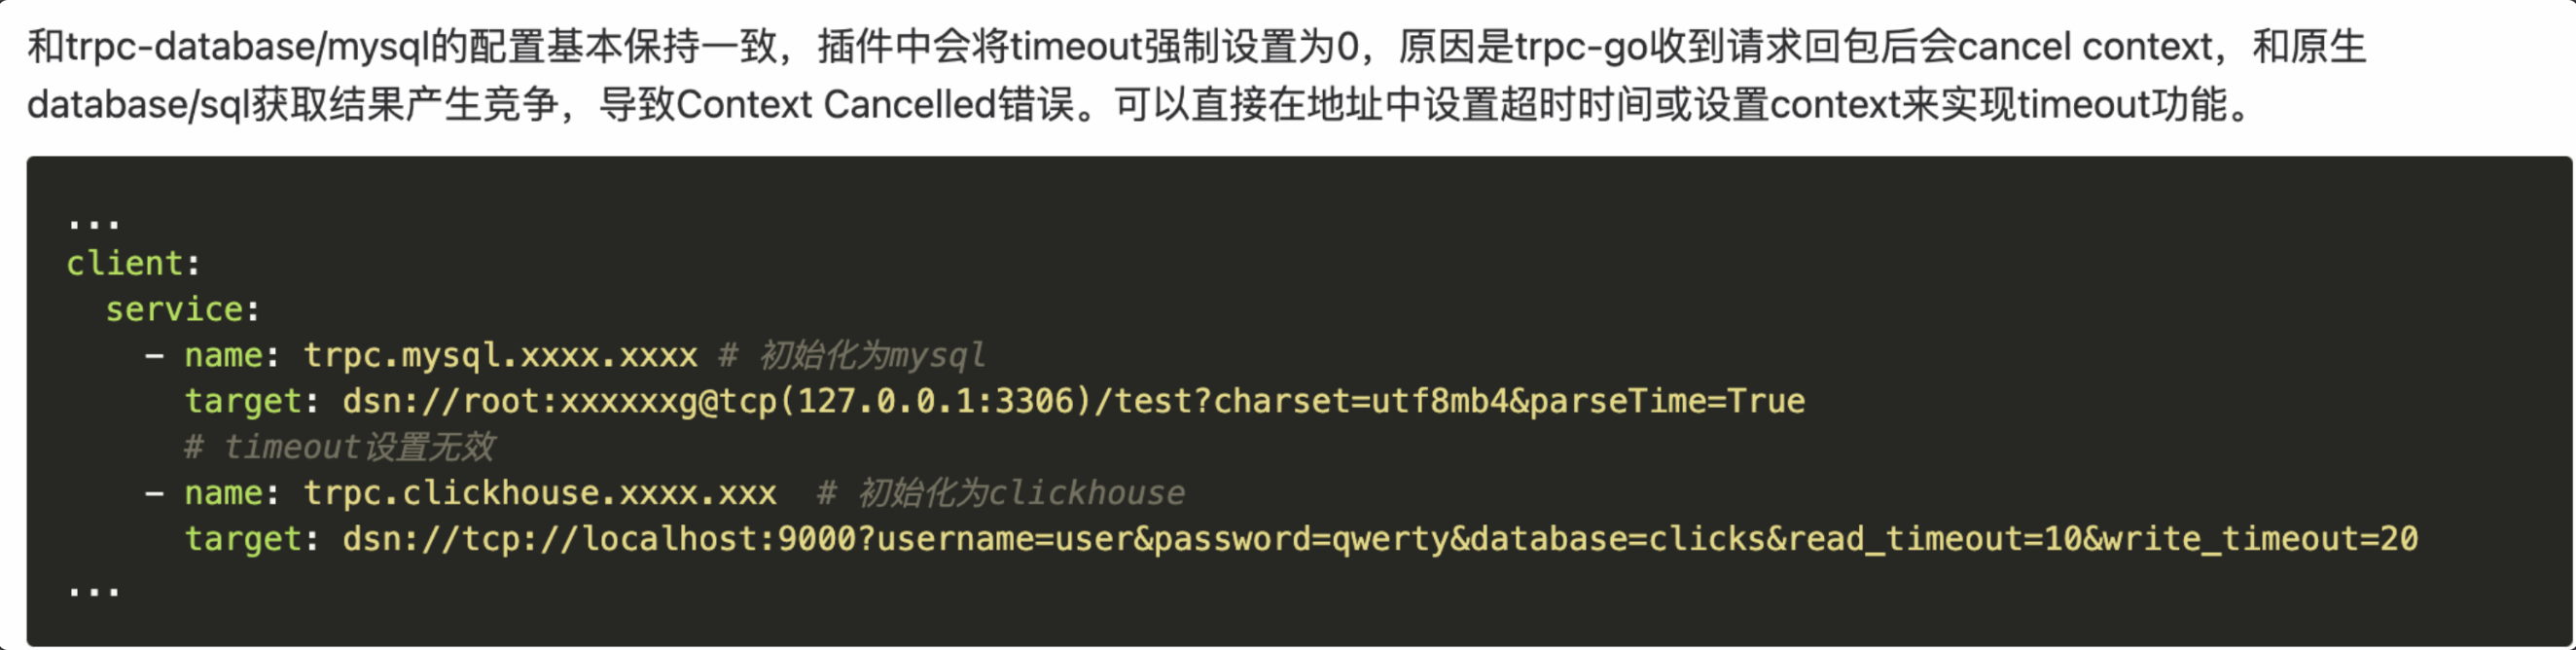 和trpc-database/mysql的配置基本保持一致，插件中会将timeout强制设置为0，原因是trpc-go收到请求回包后会cancel context，和原生
database/sql获取结果产生竞争，导致Context Cancelled错误。可以直接在地址中设置超时时间或设置context来实现timeout功能。
...
client:
  service:
    - name: trpc.mysql.xxxx.xxxx # 初始化为mysql
      target: dsn://root:xxxxxxg@tcp(127.0.0.1:3306)/test?charset=utf8mb4&parseTime=True
      # timeout设置无效
    - name: trpc.clickhouse.xxxx.xxx  # 初始化为clickhouse
      target: dsn://tcp://localhost:9000?username=user&password=qwerty&database=clicks&read_timeout=10&write_timeout=20
...